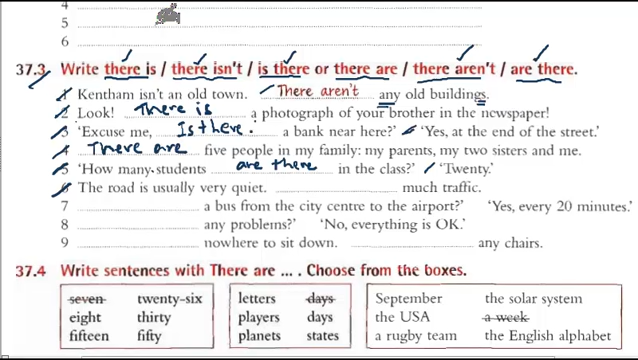 4
5
6
37.3 Write there is / there isn't / is there or there are / there aren't / are there.
1 Kentham isn't an old town. There aren't any old buildings.
2 Look! There is a photograph of your brother in the newspaper!
3 'Excuse me, Is there. a bank near here?' 'Yes, at the end of the street.'
4 There are five people in my family: my parents, my two sisters and me.
5 'How many students are there in the class?' 'Twenty.'
6 The road is usually very quiet. much traffic.
7 a bus from the city centre to the airport?' 'Yes, every 20 minutes.'
8 any problems?' 'No, everything is OK.'
9 nowhere to sit down. any chairs.
37.4 Write sentences with There are ... . Choose from the boxes.
seven twenty-six letters days September the solar system
eight thirty players days the USA a week
fifteen fifty planets states a rugby team the English alphabet